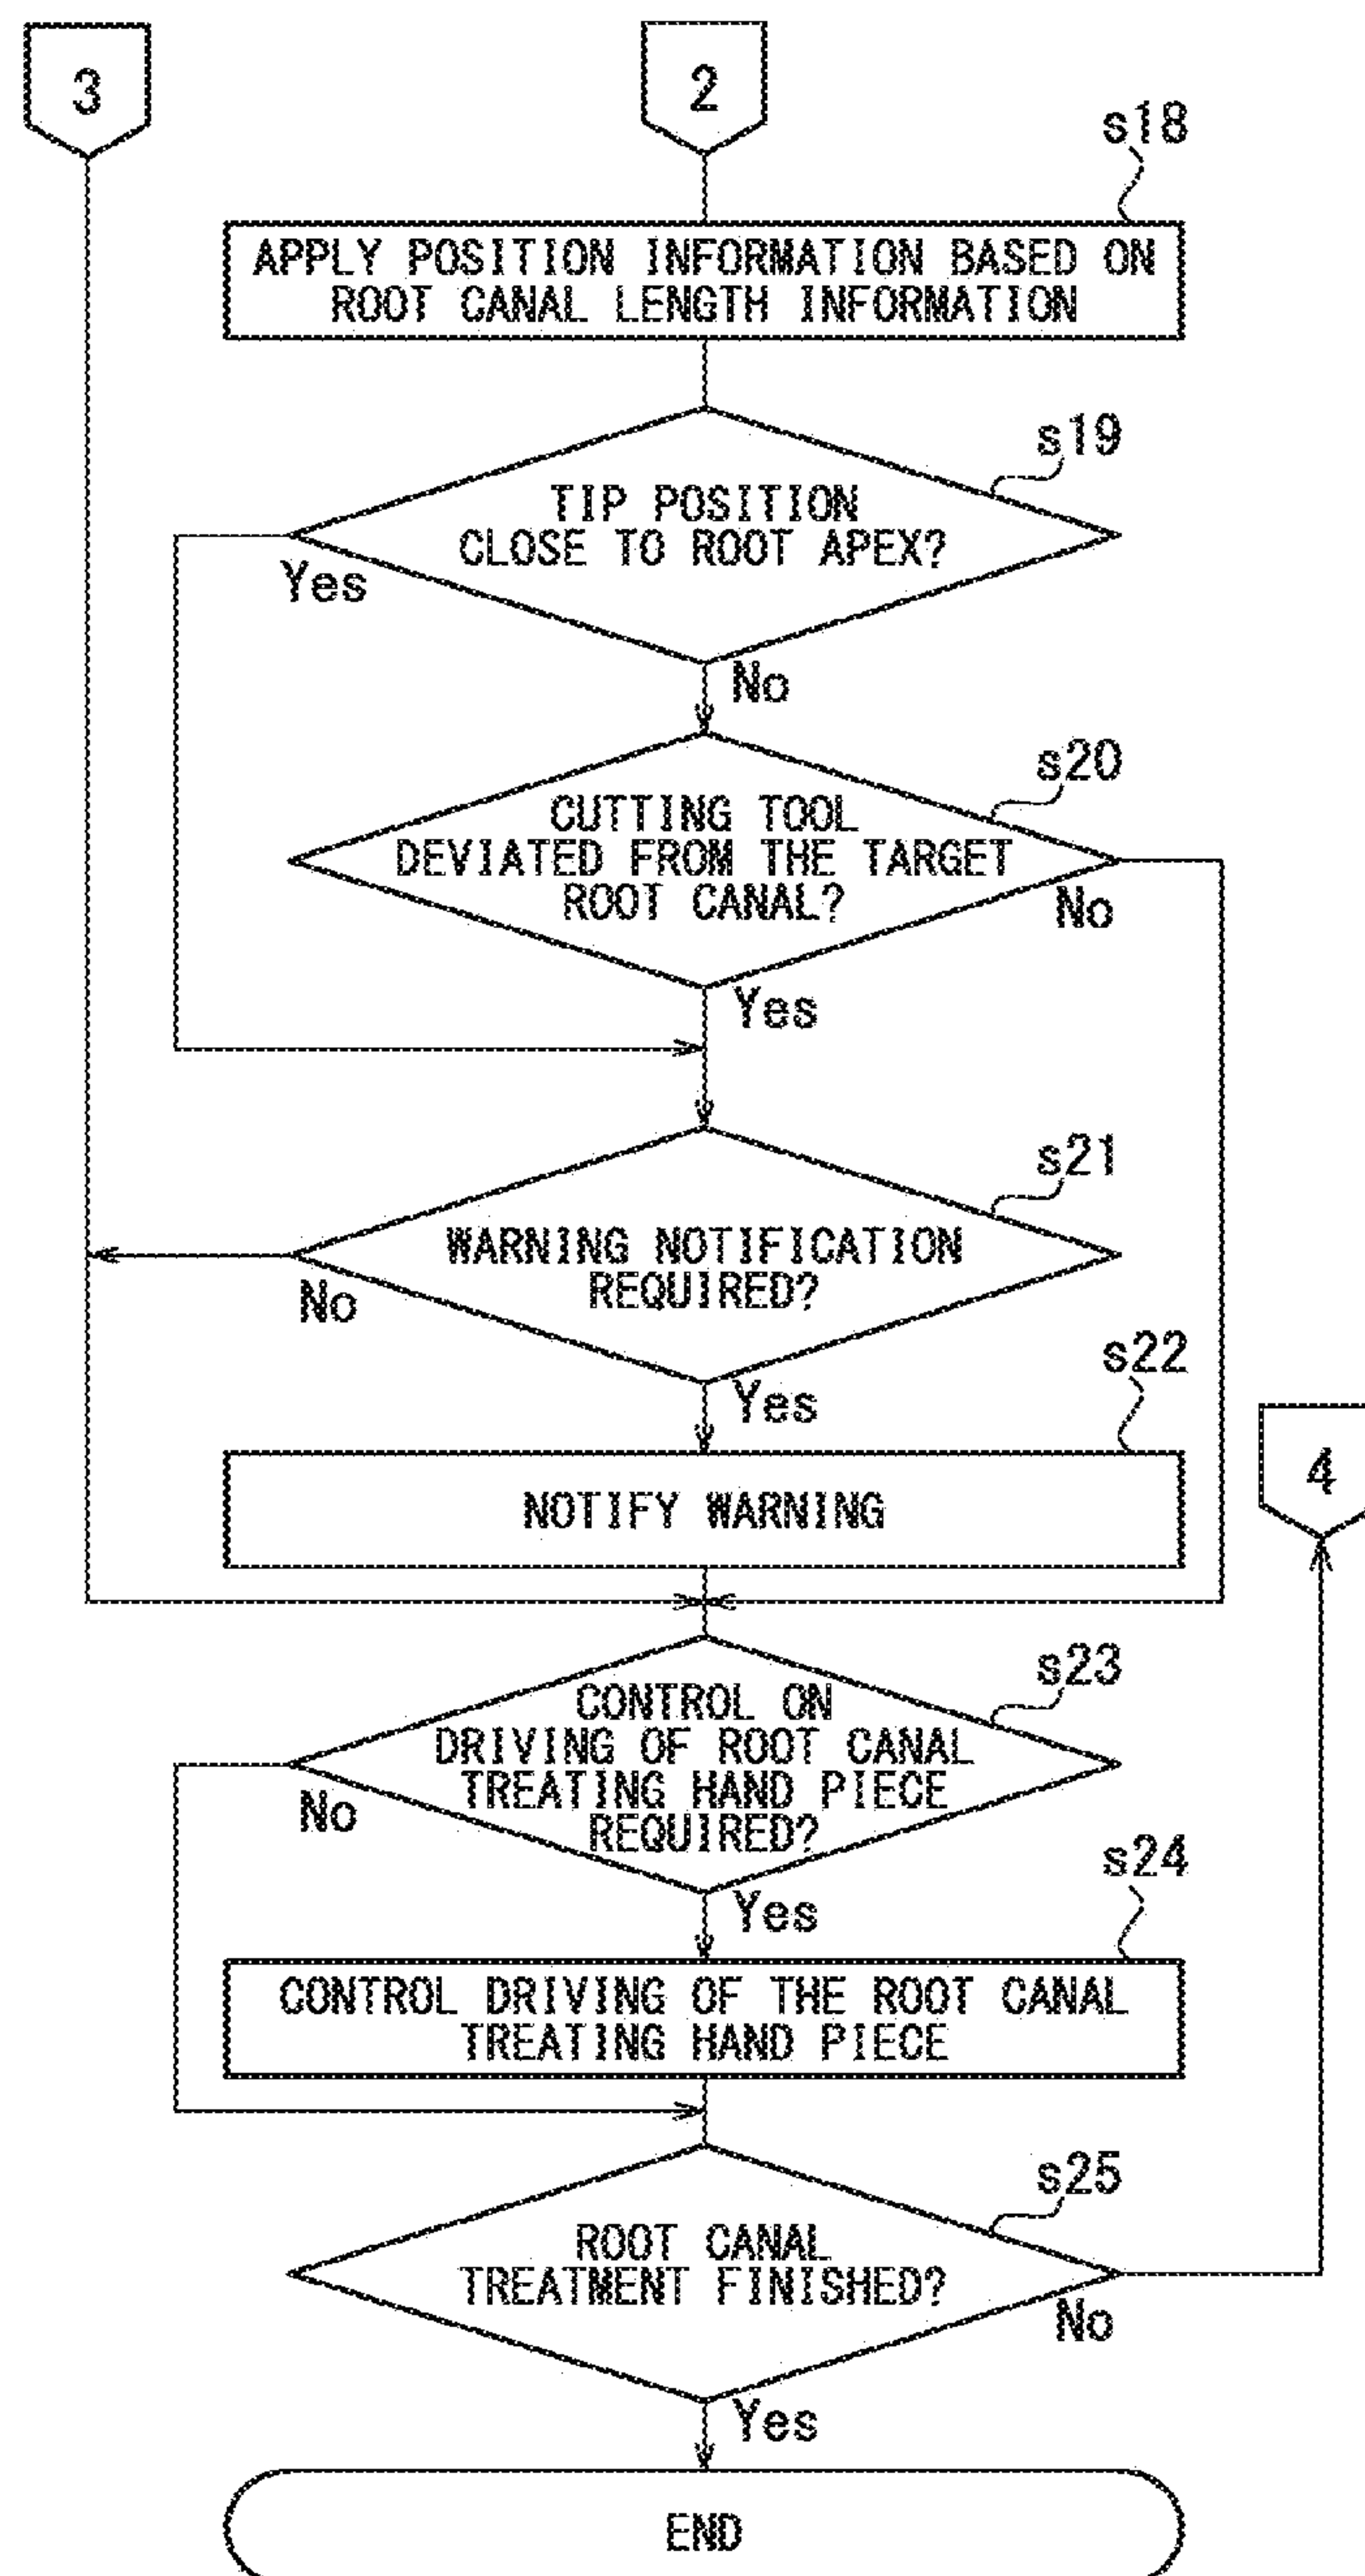 3
2
s18
APPLY POSITION INFORMATION BASED ON
ROOT CANAL LENGTH INFORMATION
s19
TIP POSITION
CLOSE TO ROOT APEX?
Yes
No
s20
CUTTING TOOL
DEVIATED FROM THE TARGET
ROOT CANAL?
No
Yes
s21
WARNING NOTIFICATION
REQUIRED?
No
Yes
s22
NOTIFY WARNING
4
s23
CONTROL ON
DRIVING OF ROOT CANAL
TREATING HAND PIECE
REQUIRED?
No
Yes
s24
CONTROL DRIVING OF THE ROOT CANAL
TREATING HAND PIECE
s25
ROOT CANAL
TREATMENT FINISHED?
No
Yes
END